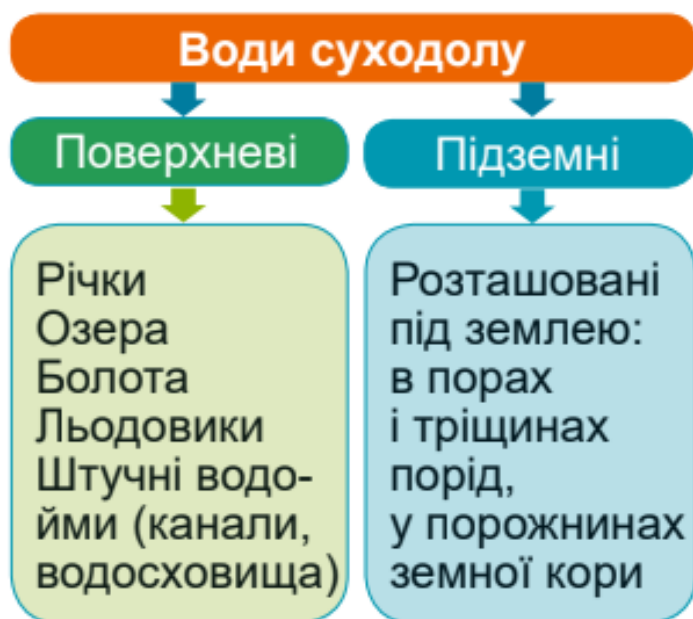 Води суходолу
Поверхневі
Підземні
Річки
Озера
Болота
Льодовики
Штучні водо-
йми (канали,
водосховища)
Розташовані
під землею:
в порах
і тріщинах
порід,
у порожнинах
земної кори